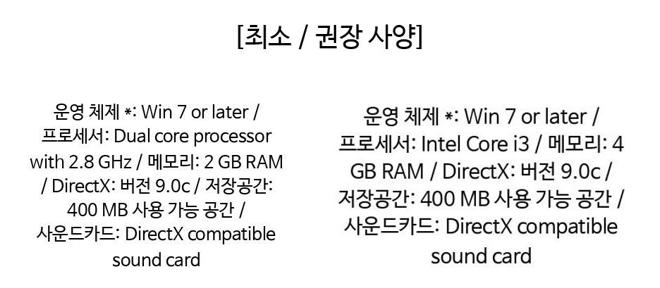 [최소 / 권장 사양]
운영 체제 *: Win 7 or later /
프로세서: Dual core processor
with 2.8 GHz / 메모리: 2 GB RAM
/ DirectX: 버전 9.0c / 저장공간:
400 MB 사용 가능 공간 /
사운드카드: DirectX compatible
sound card
운영 체제 *: Win 7 or later /
프로세서: Intel Core i3 / 메모리: 4
GB RAM / DirectX: 버전 9.0c /
저장공간: 400 MB 사용 가능 공간 /
사운드카드: DirectX compatible
sound card